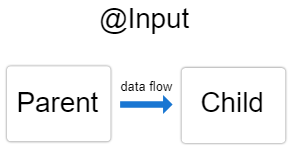 @Input
data flow
Parent
Child